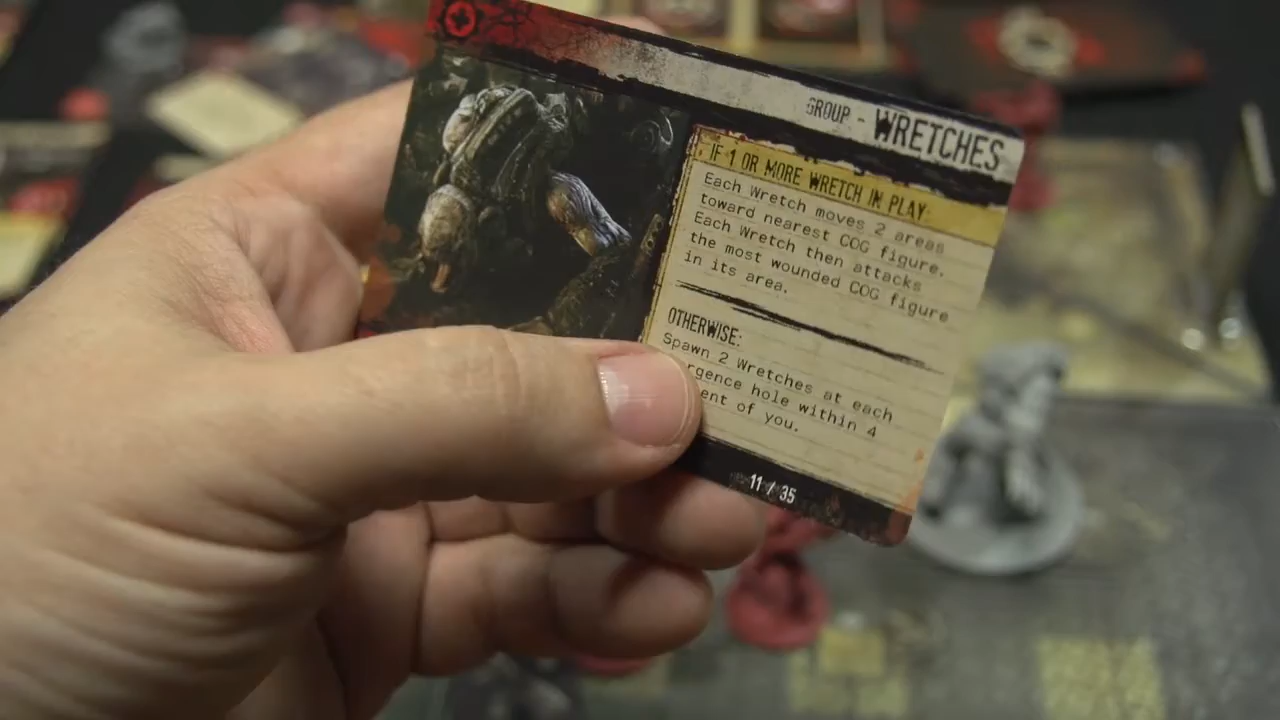 GROUP - WRETCHES
IF 1 OR MORE WRETCH IN PLAY:
Each Wretch moves 2 areas
toward nearest COG figure.
Each Wretch then attacks
the most wounded COG figure
in its area.
OTHERWISE:
Spawn 2 Wretches at each
rgence hole within 4
ent of you.
11 / 35